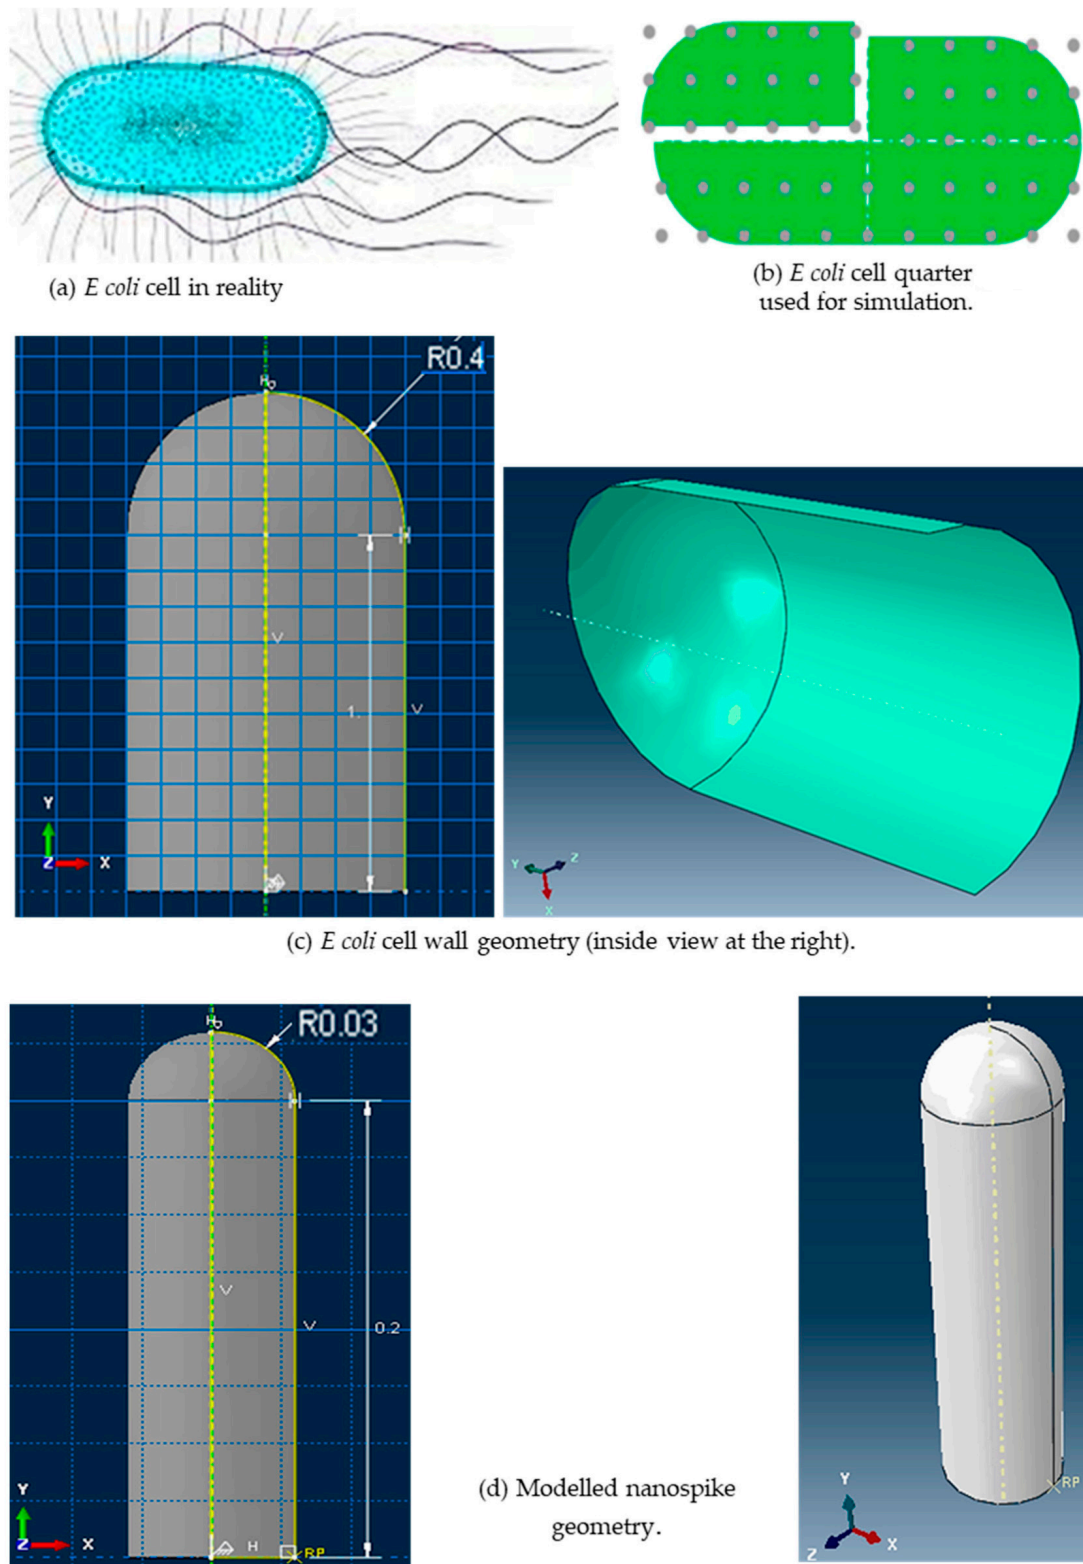 (a) E coli cell in reality
(b) E coli cell quarter
used for simulation.
R0.4
H
H
V
1.
V
Y
Z X
Y Z
X
(c) E coli cell wall geometry (inside view at the right).
R0.03
H
H
V
V
0.2
H RP
Y
Z X
(d) Modelled nanospike
geometry.
RP
Y
Z X